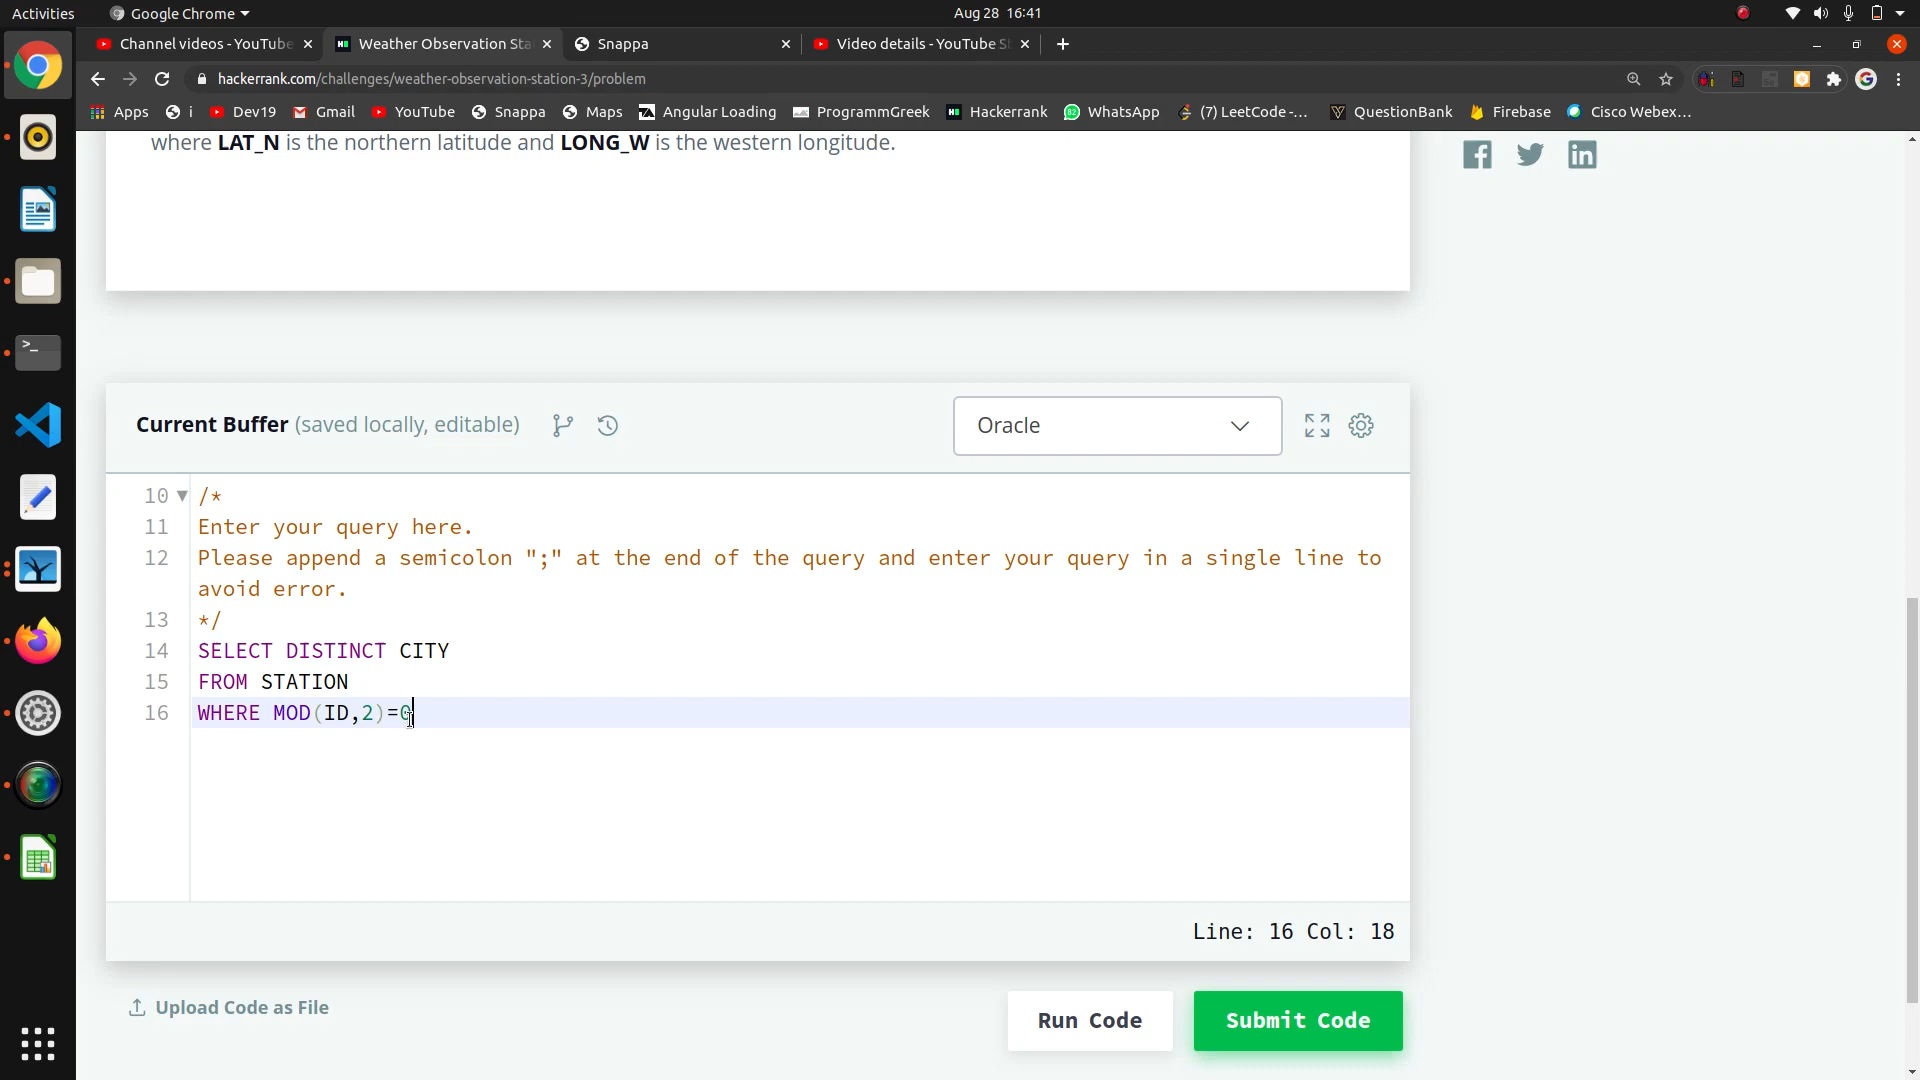 Activities
Google Chrome
Aug 28 16:41
Channel videos - YouTube
Weather Observation Sta
Snappa
Video details - YouTube S
hackerrank.com/challenges/weather-observation-station-3/problem
Apps
i
Dev19
Gmail
YouTube
Snappa
Maps
Angular Loading
ProgrammGreek
Hackerrank
WhatsApp
(7) LeetCode -...
QuestionBank
Firebase
Cisco Webex...
where LAT_N is the northern latitude and LONG_W is the western longitude.
Current Buffer (saved locally, editable)
Oracle
10 /*
11 Enter your query here.
12 Please append a semicolon ";" at the end of the query and enter your query in a single line to
avoid error.
13 */
14 SELECT DISTINCT CITY
15 FROM STATION
16 WHERE MOD(ID,2)=0
Line: 16 Col: 18
Upload Code as File
Run Code
Submit Code